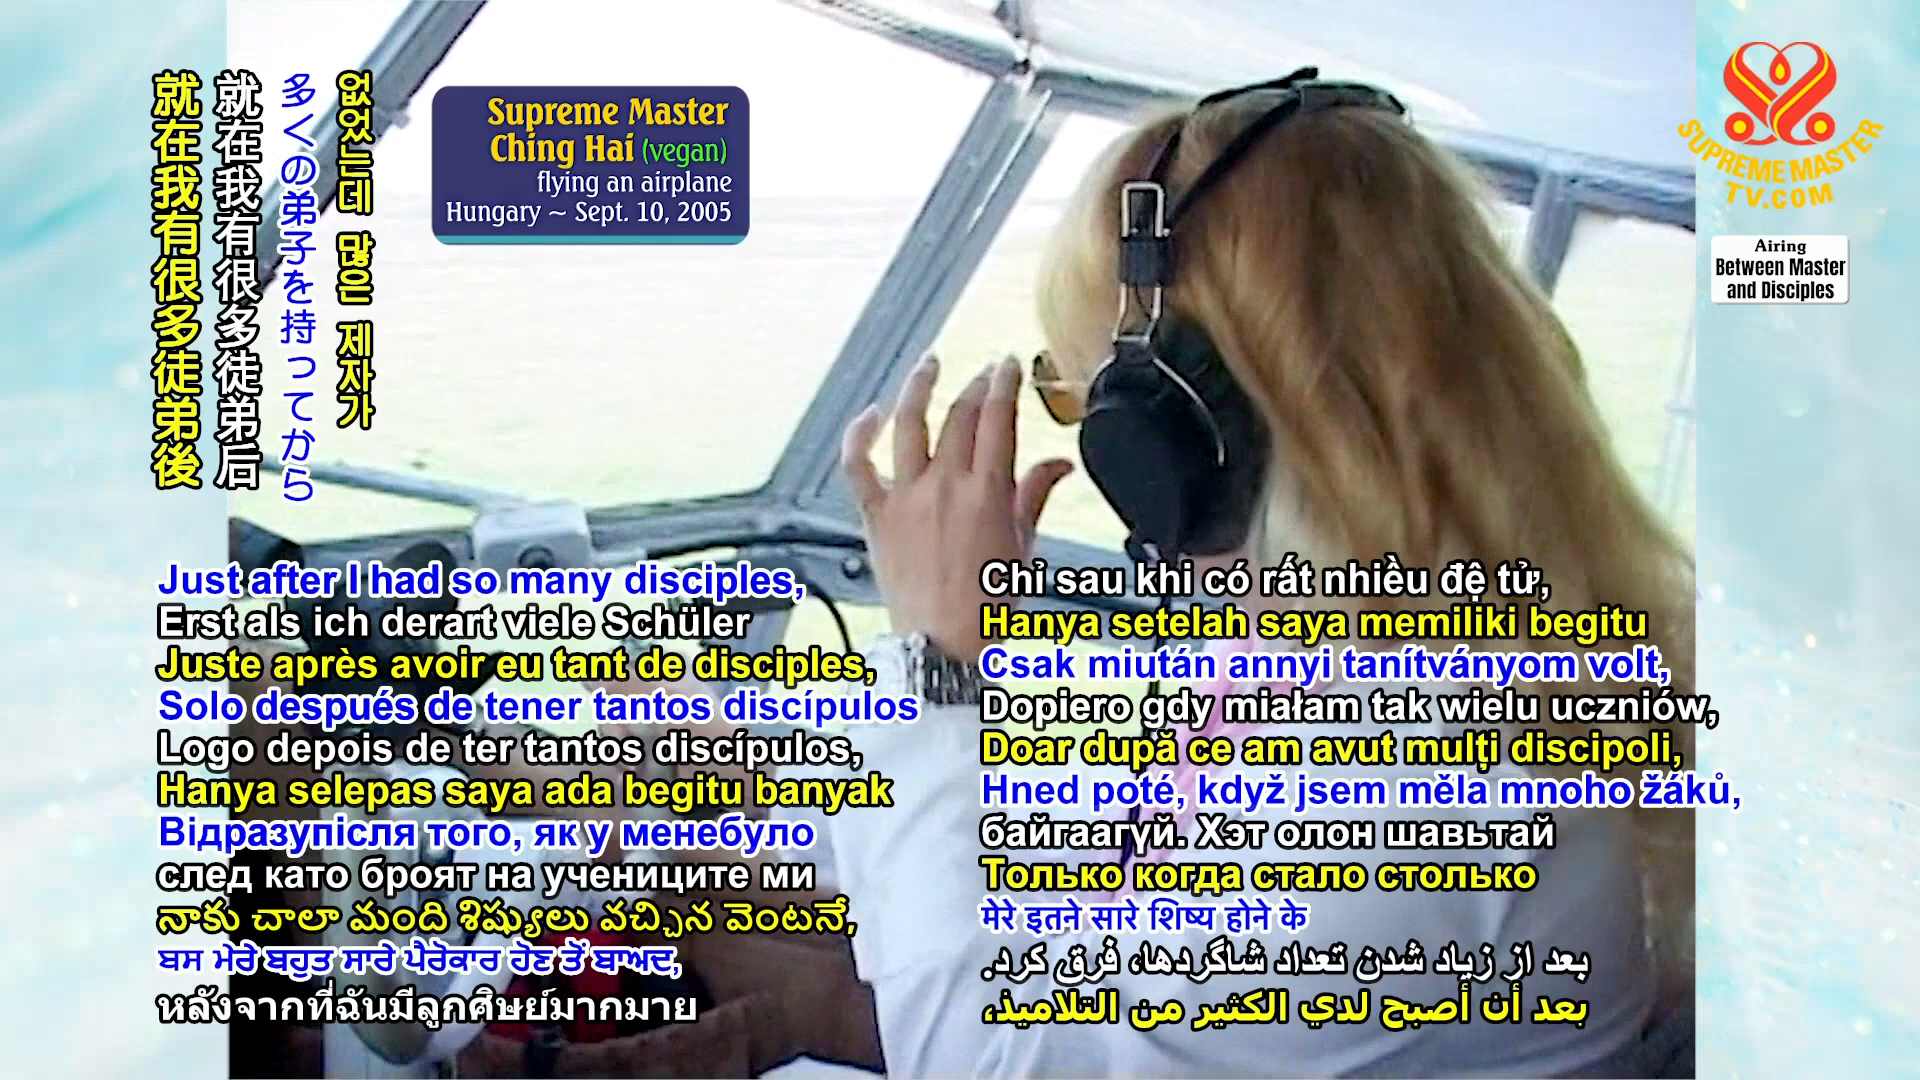 就在我有很多徒弟後
就在我有很多徒弟后
多くの弟子を持ってから
없었는데 많은 제자가
Supreme Master
Ching Hai (vegan)
flying an airplane
Hungary ~ Sept. 10, 2005
SUPREME MASTER
TV.COM
Airing
Between Master
and Disciples
Just after I had so many disciples,
Erst als ich derart viele Schüler
Juste après avoir eu tant de disciples,
Solo después de tener tantos discípulos
Logo depois de ter tantos discípulos,
Hanya selepas saya ada begitu banyak
Відразупісля того, як у менебуло
след като броят на учениците ми
నాకు చాలా మంది శిష్యులు వచ్చిన వెంటనే,
ਬਸ ਮੇਰੇ ਬਹੁਤ ਸਾਰੇ ਪੈਰੋਕਾਰ ਹੋਣ ਤੋਂ ਬਾਅਦ,
หลังจากที่ฉันมีลูกศิษย์มากมาย
Chỉ sau khi có rất nhiều đệ tử,
Hanya setelah saya memiliki begitu
Csak miután annyi tanítványom volt,
Dopiero gdy miałam tak wielu uczniów,
Doar după ce am avut mulți discipoli,
Hned poté, když jsem měla mnoho žáků,
байгаагүй. Хэт олон шавьтай
Только когда стало столько
मेरे इतने सारे शिष्य होने के
بعد از زیاد شدن تعداد شاگردها، فرق کرد.
بعد أن أصبح لدي الكثير من التلاميذ،